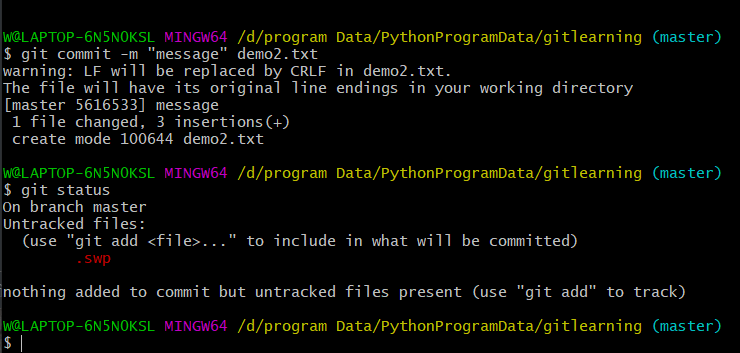 W@LAPTOP-6N5N0KSL MINGW64 /d/program Data/PythonProgramData/gitlearning (master)
$ git commit -m "message" demo2.txt
warning: LF will be replaced by CRLF in demo2.txt.
The file will have its original line endings in your working directory
[master 5616533] message
 1 file changed, 3 insertions(+)
 create mode 100644 demo2.txt

W@LAPTOP-6N5N0KSL MINGW64 /d/program Data/PythonProgramData/gitlearning (master)
$ git status
On branch master
Untracked files:
  (use "git add <file>..." to include in what will be committed)
        .swp

nothing added to commit but untracked files present (use "git add" to track)

W@LAPTOP-6N5N0KSL MINGW64 /d/program Data/PythonProgramData/gitlearning (master)
$